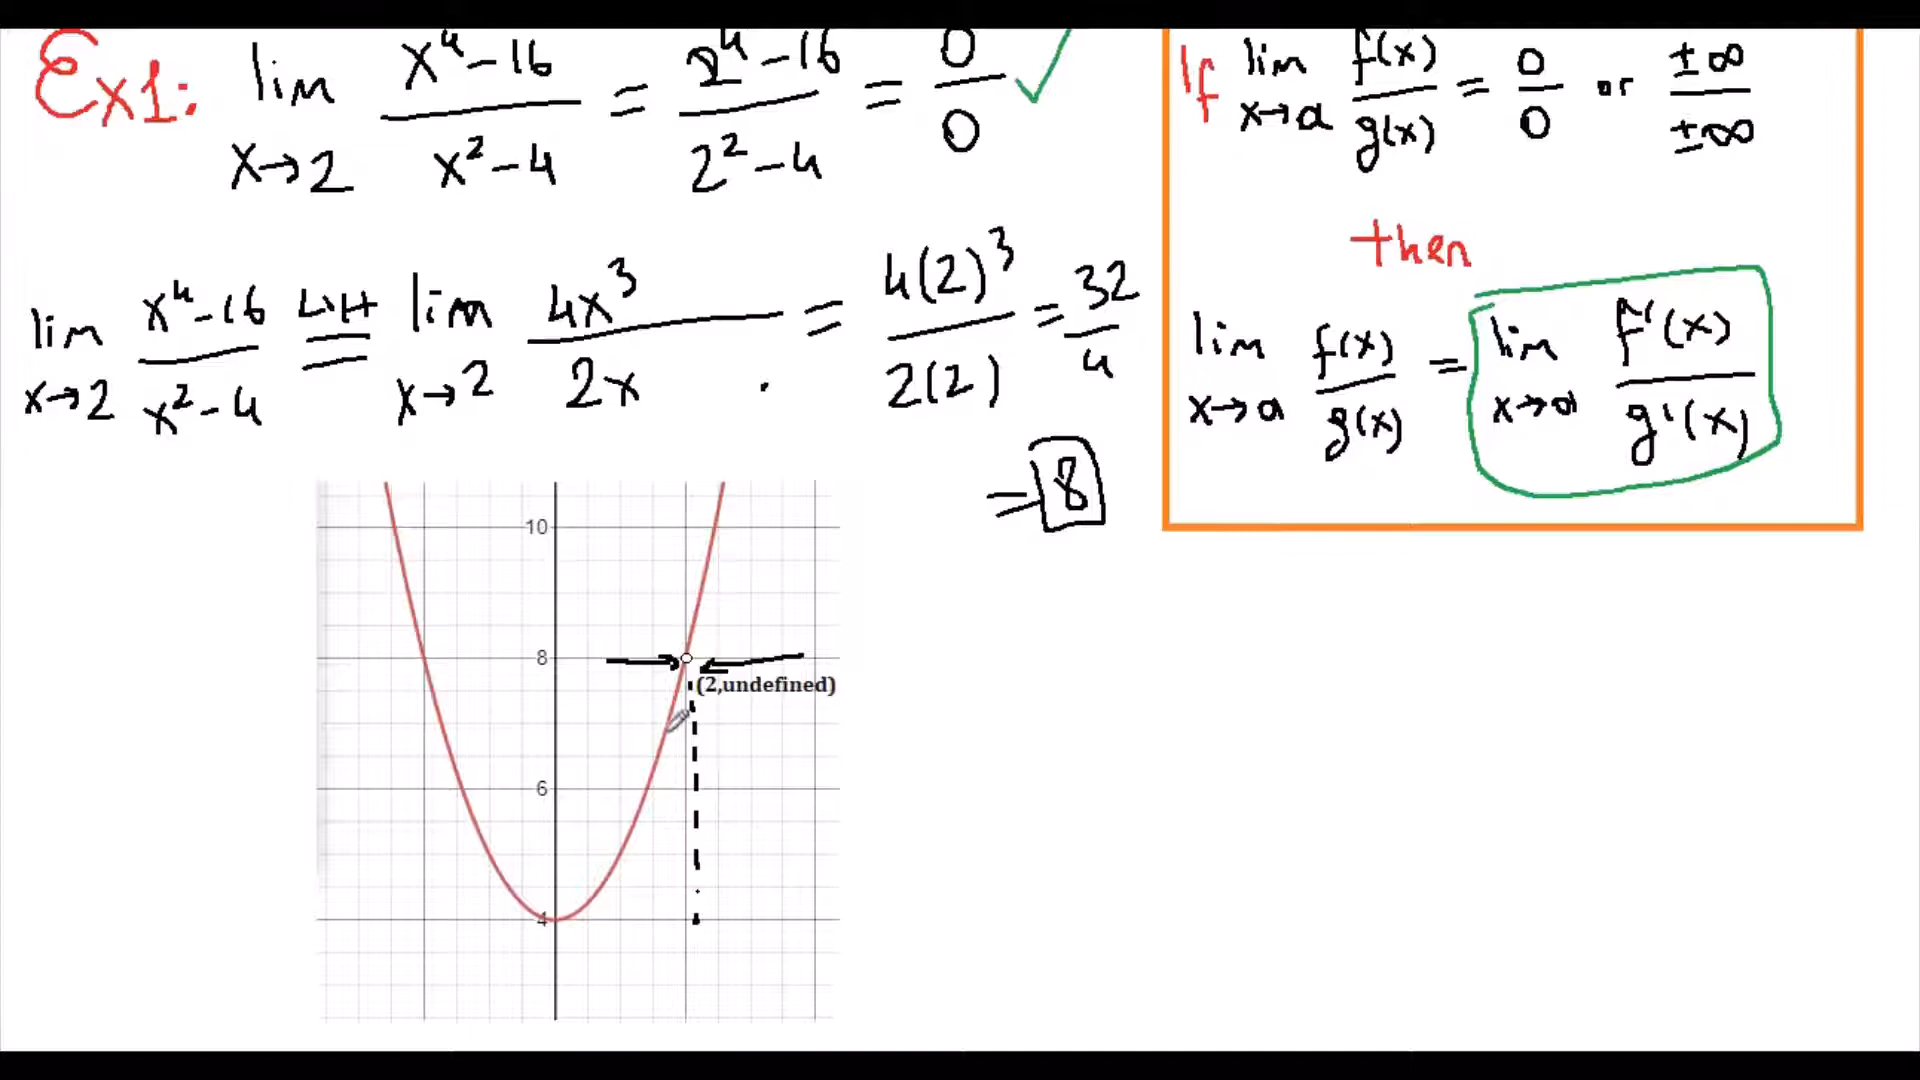 Ex1: lim x→2 (x⁴-16)/(x²-4) = (2⁴-16)/(2²-4) = 0/0 ✓
lim x→2 (x⁴-16)/(x²-4) L'H= lim x→2 4x³/2x = 4(2)³/2(2) = 32/4
= 8
10
8
(2,undefined)
6
4
If lim x→a f(x)/g(x) = 0/0 or ±∞/±∞
then
lim x→a f(x)/g(x) = lim x→a f'(x)/g'(x)